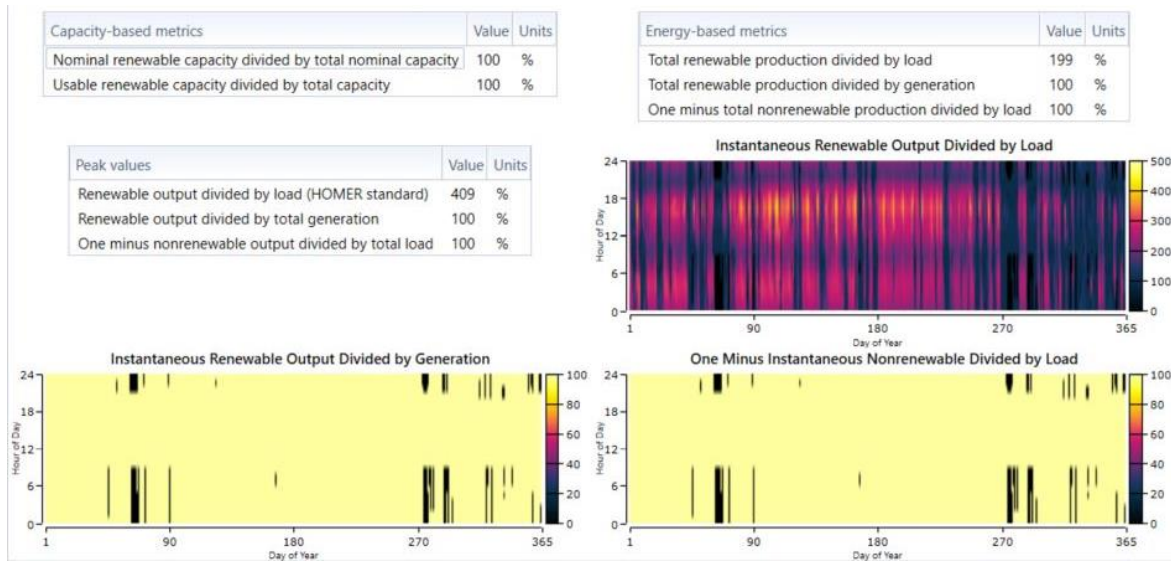 Capacity-based metrics Value Units
Nominal renewable capacity divided by total nominal capacity 100 %
Usable renewable capacity divided by total capacity 100 %
Energy-based metrics Value Units
Total renewable production divided by load 199 %
Total renewable production divided by generation 100 %
One minus total nonrenewable production divided by load 100 %
Peak values Value Units
Renewable output divided by load (HOMER standard) 409 %
Renewable output divided by total generation 100 %
One minus nonrenewable output divided by total load 100 %
Instantaneous Renewable Output Divided by Load
Hour of Day
24
18
12
6
0
1 90 180 270 365
Day of Year
500
400
300
200
100
0
Instantaneous Renewable Output Divided by Generation
Hour of Day
24
18
12
6
0
1 90 180 270 365
Day of Year
100
80
60
40
20
0
One Minus Instantaneous Nonrenewable Divided by Load
Hour of Day
24
18
12
6
0
1 90 180 270 365
Day of Year
100
80
60
40
20
0